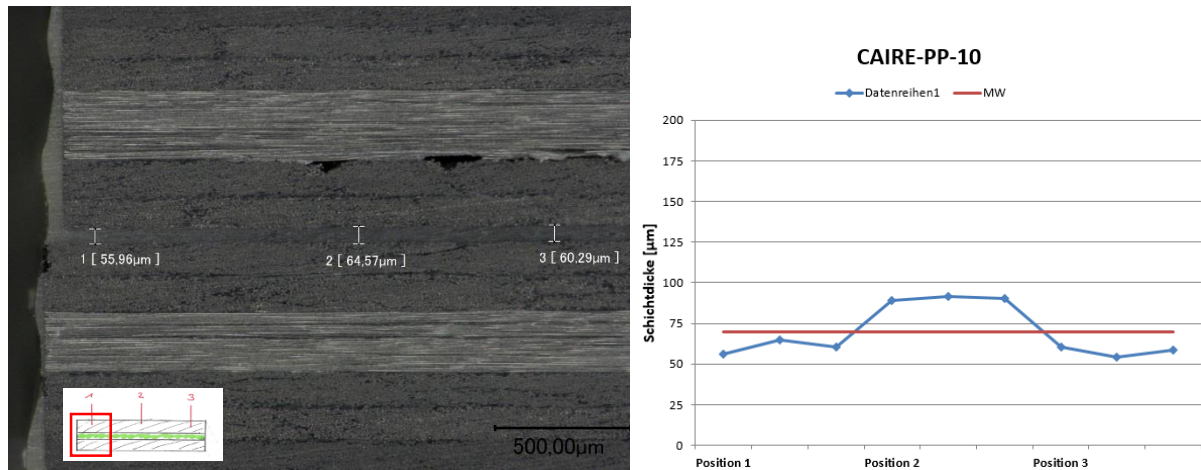 1 [ 55,96µm ]
2 [ 64,57µm ]
3 [ 60,29µm ]
1 2 3
500,00µm
CAIRE-PP-10
Datenreihen1 MW
Schichtdicke [µm]
200
175
150
125
100
75
50
25
0
Position 1 Position 2 Position 3